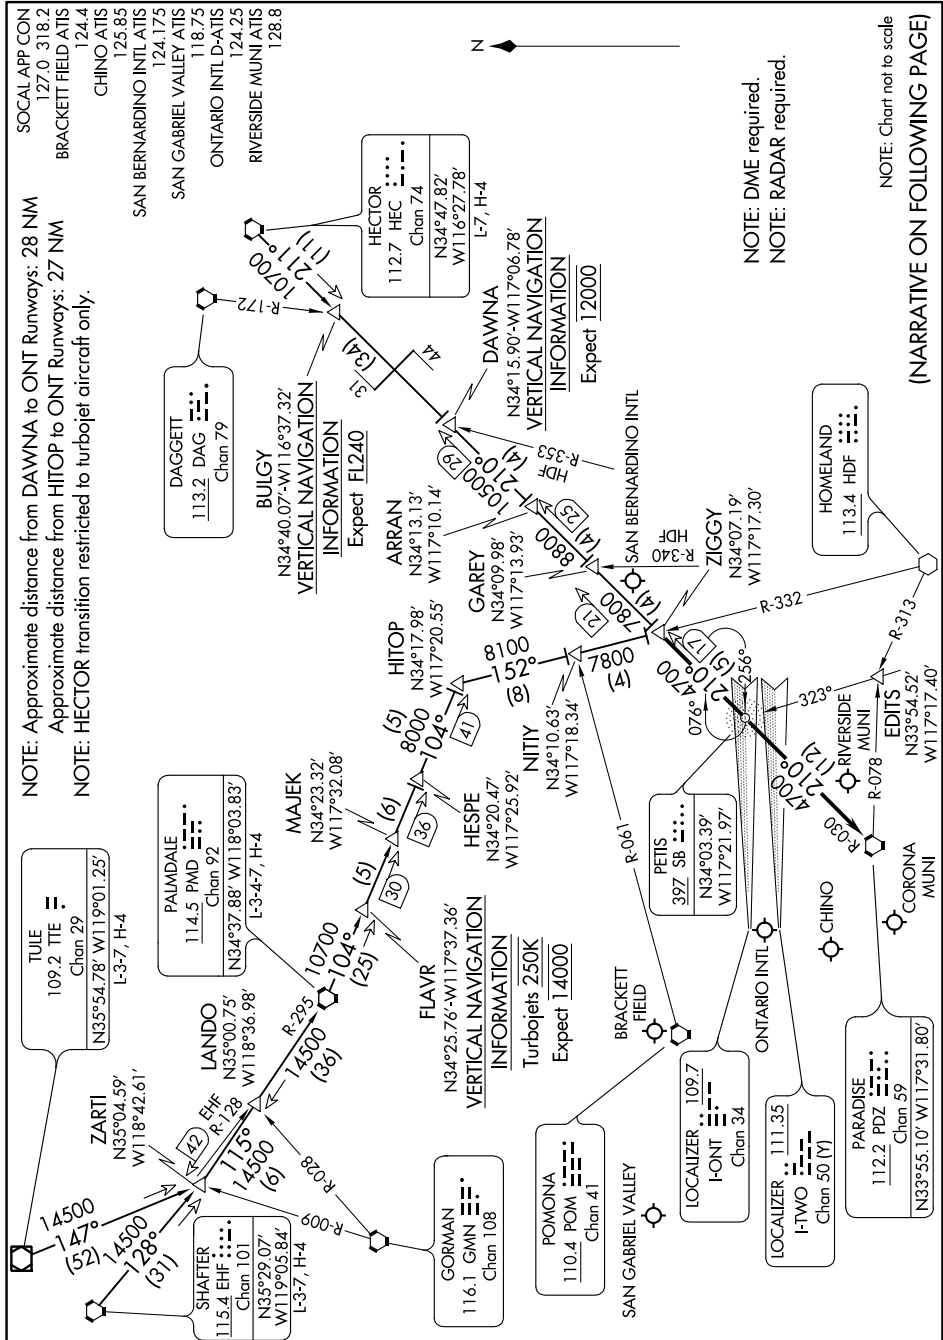 SOCAL APP CON
127.0 318.2
BRACKETT FIELD ATIS
124.4
CHINO ATIS
125.85
SAN BERNARDINO INTL ATIS
124.175
SAN GABRIEL VALLEY ATIS
118.75
ONTARIO INTL D-ATIS
124.25
RIVERSIDE MUNI ATIS
128.8
NOTE: Approximate distance from DAWNA to ONT Runways: 28 NM
Approximate distance from HITOP to ONT Runways: 27 NM
NOTE: HECTOR transition restricted to turbojet aircraft only.
TULE
109.2 TTE
Chan 29
N35°54.78' W119°01.25'
L-3-7, H-4
14500
147°
(52)
14500
128°
(31)
SHAFTER
115.4 EHF
Chan 101
N35°29.07'
W119°05.84'
L-3-7, H-4
ZARTI
N35°04.59'
W118°42.61'
42
EHF
R-128
115°
14500
(6)
R-009
R-028
GORMAN
116.1 GMN
Chan 108
LANDO
N35°00.75'
W118°36.98'
R-295
14500
(36)
PALMDALE
114.5 PMD
Chan 92
N34°37.88' W118°03.83'
L-3-4-7, H-4
10700
104°
(25)
FLAVR
N34°25.76'-W117°37.36'
VERTICAL NAVIGATION
INFORMATION
Turbojets 250K
Expect 14000
30
(5)
MAJEK
N34°23.32'
W117°32.08'
(6)
36
HESPE
N34°20.47'
W117°25.92'
(5)
8000
104°
41
HITOP
N34°17.98'
W117°20.55'
8100
152°
(8)
NITIY
N34°10.63'
W117°18.34'
7800
(4)
R-061
DAGGETT
113.2 DAG
Chan 79
R-172
HECTOR
112.7 HEC
Chan 74
N34°47.82'
W116°27.78'
L-7, H-4
10700
211°
(11)
BULGY
N34°40.07'-W116°37.32'
VERTICAL NAVIGATION
INFORMATION
Expect FL240
(34)
31
44
DAWNA
N34°15.90'-W117°06.78'
VERTICAL NAVIGATION
INFORMATION
Expect 12000
HDF
R-353
29
10500
210°
(4)
ARRAN
N34°13.13'
W117°10.14'
25
8800
(4)
GAREY
N34°09.98'
W117°13.93'
SAN BERNARDINO INTL
R-340
HDF
21
7800
(4)
ZIGGY
N34°07.19'
W117°17.30'
17
4700
210°
(5)
076°
256°
R-332
R-313
HOMELAND
113.4 HDF
PETIS
397 SB
N34°03.39'
W117°21.97'
323°
EDITS
N33°54.52'
W117°17.40'
RIVERSIDE
MUNI
R-078
4700
210°
(12)
R-030
CORONA
MUNI
CHINO
ONTARIO INTL
BRACKETT
FIELD
POMONA
110.4 POM
Chan 41
SAN GABRIEL VALLEY
LOCALIZER 109.7
I-ONT
Chan 34
LOCALIZER 111.35
I-TWO
Chan 50 (Y)
PARADISE
112.2 PDZ
Chan 59
N33°55.10' W117°31.80'
N
NOTE: DME required.
NOTE: RADAR required.
NOTE: Chart not to scale
(NARRATIVE ON FOLLOWING PAGE)